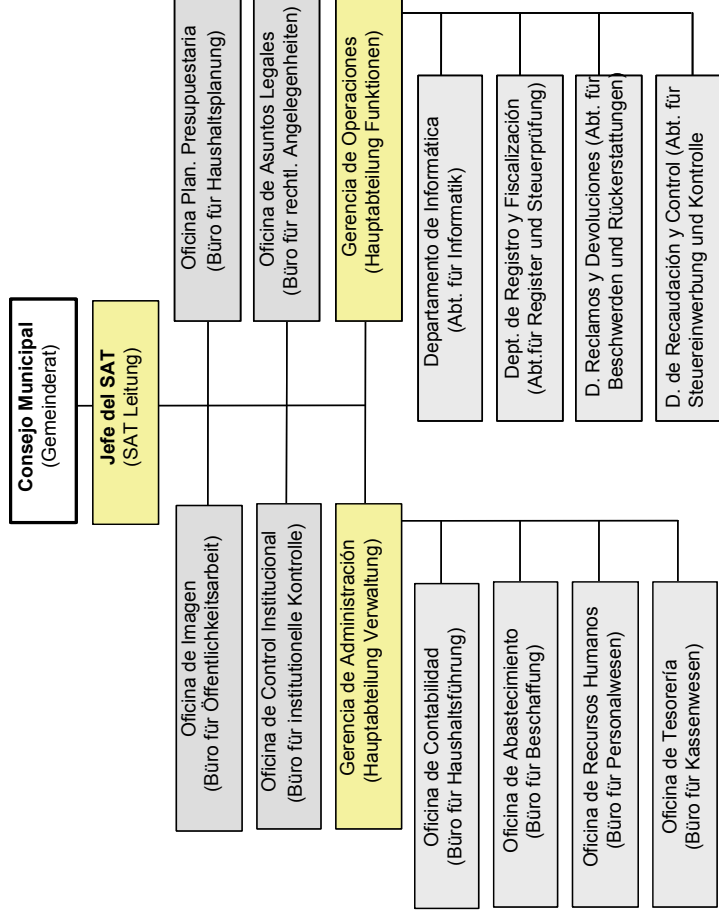 Consejo Municipal
(Gemeinderat)
Jefe del SAT
(SAT Leitung)
Oficina de Imagen
(Büro für Öffentlichkeitsarbeit)
Oficina Plan. Presupuestaria
(Büro für Haushaltsplanung)
Oficina de Control Institucional
(Büro für institutionelle Kontrolle)
Oficina de Asuntos Legales
(Büro für rechtl. Angelegenheiten)
Gerencia de Administración
(Hauptabteilung Verwaltung)
Gerencia de Operaciones
(Hauptabteilung Funktionen)
Oficina de Contabilidad
(Büro für Haushaltsführung)
Oficina de Abastecimiento
(Büro für Beschaffung)
Oficina de Recursos Humanos
(Büro für Personalwesen)
Oficina de Tesorería
(Büro für Kassenwesen)
Departamento de Informática
(Abt. für Informatik)
Dept. de Registro y Fiscalización
(Abt.für Register und Steuerprüfung)
D. Reclamos y Devoluciones (Abt. für
Beschwerden und Rückerstattungen)
D. de Recaudación y Control (Abt. für
Steuereinwerbung und Kontrolle